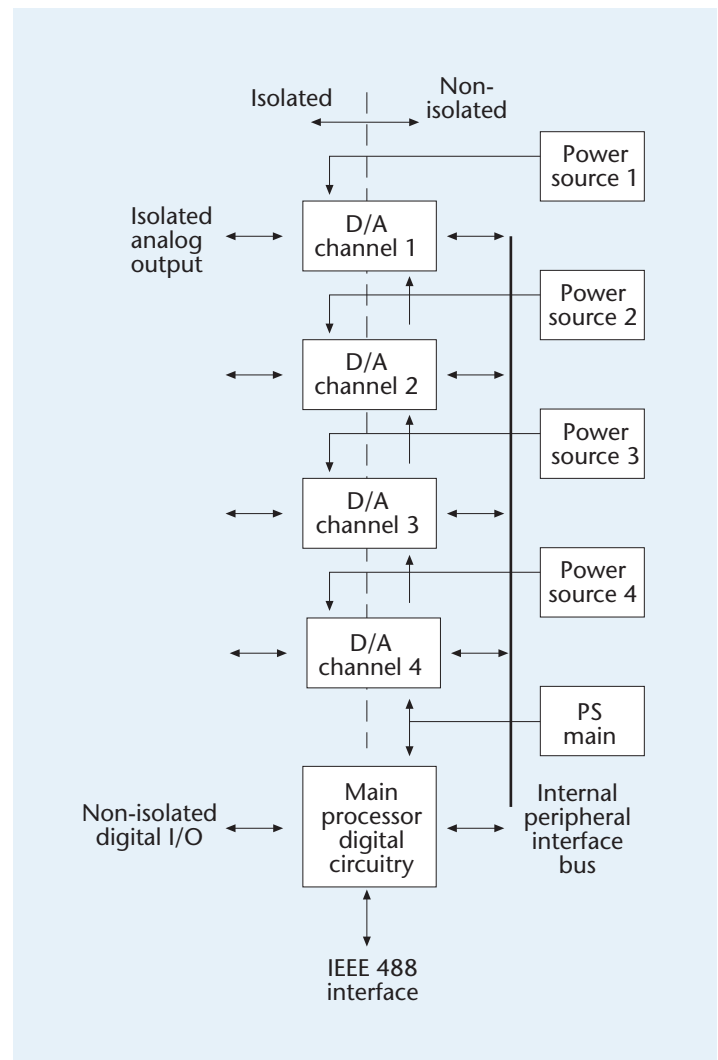 Isolated
Non-
isolated
Power
source 1
Isolated
analog
output
D/A
channel 1
Power
source 2
D/A
channel 2
Power
source 3
D/A
channel 3
Power
source 4
D/A
channel 4
PS
main
Non-isolated
digital I/O
Main
processor
digital
circuitry
Internal
peripheral
interface
bus
IEEE 488
interface